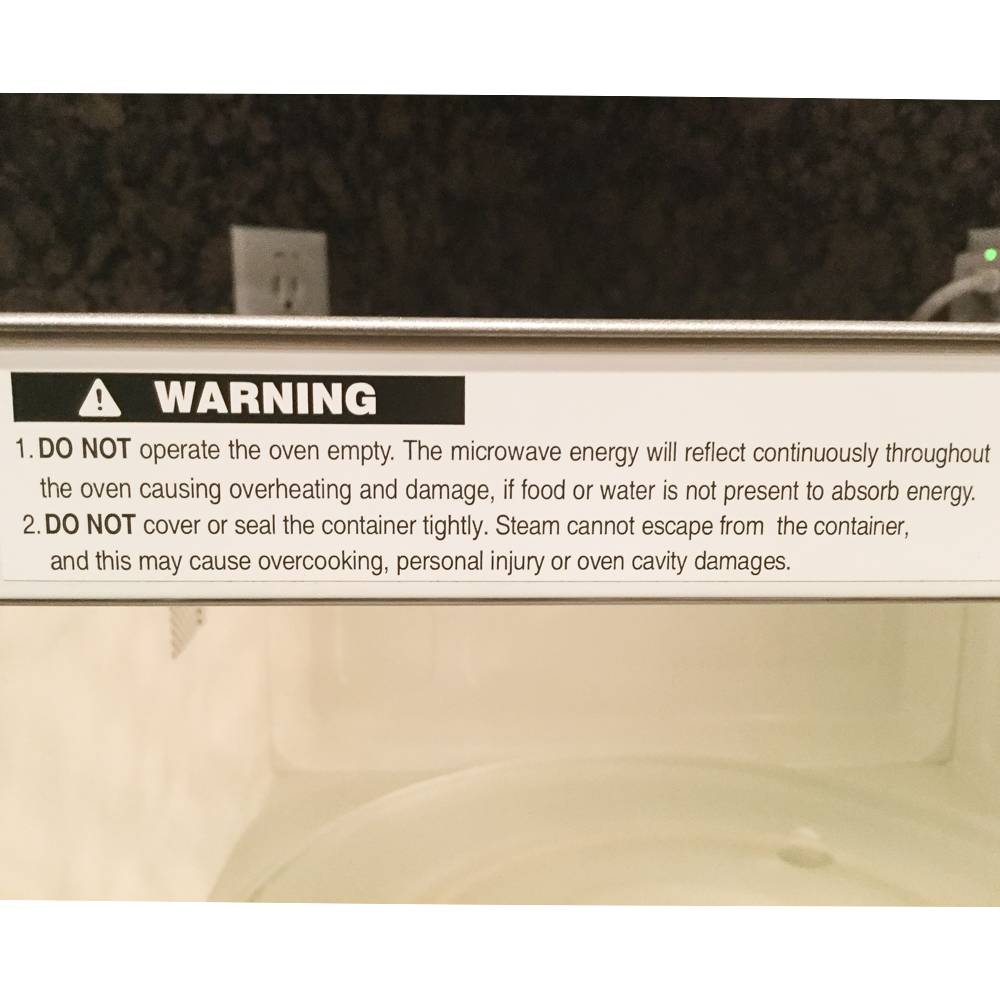 WARNING
1. DO NOT operate the oven empty. The microwave energy will reflect continuously throughout
the oven causing overheating and damage, if food or water is not present to absorb energy.
2. DO NOT cover or seal the container tightly. Steam cannot escape from the container,
and this may cause overcooking, personal injury or oven cavity damages.